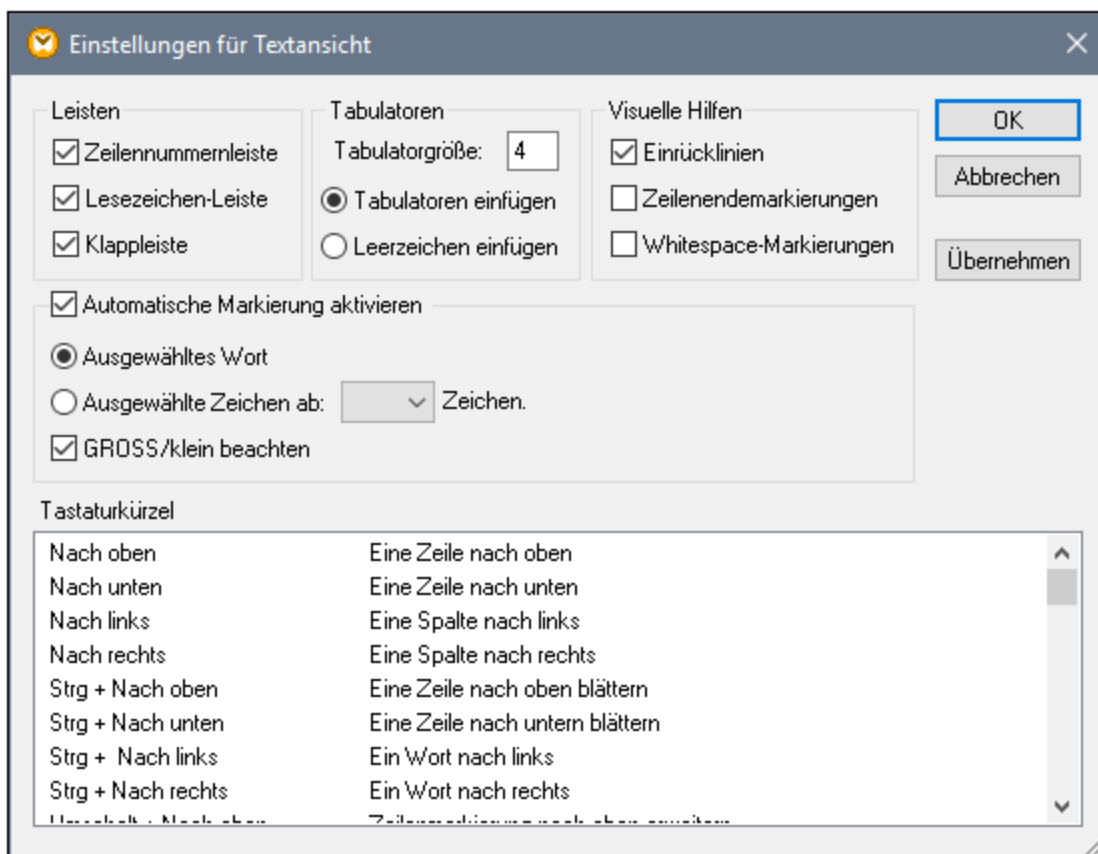 Einstellungen für Textansicht
Leisten
Zeilennummernleiste
Lesezeichen-Leiste
Klappleiste
Tabulatoren
Tabulatorgröße: 4
Tabulatoren einfügen
Leerzeichen einfügen
Visuelle Hilfen
Einrücklinien
Zeilenendemarkierungen
Whitespace-Markierungen
OK
Abbrechen
Übernehmen
Automatische Markierung aktivieren
Ausgewähltes Wort
Ausgewählte Zeichen ab: Zeichen.
GROSS/klein beachten
Tastaturkürzel
Nach oben Eine Zeile nach oben
Nach unten Eine Zeile nach unten
Nach links Eine Spalte nach links
Nach rechts Eine Spalte nach rechts
Strg + Nach oben Eine Zeile nach oben blättern
Strg + Nach unten Eine Zeile nach untern blättern
Strg + Nach links Ein Wort nach links
Strg + Nach rechts Ein Wort nach rechts